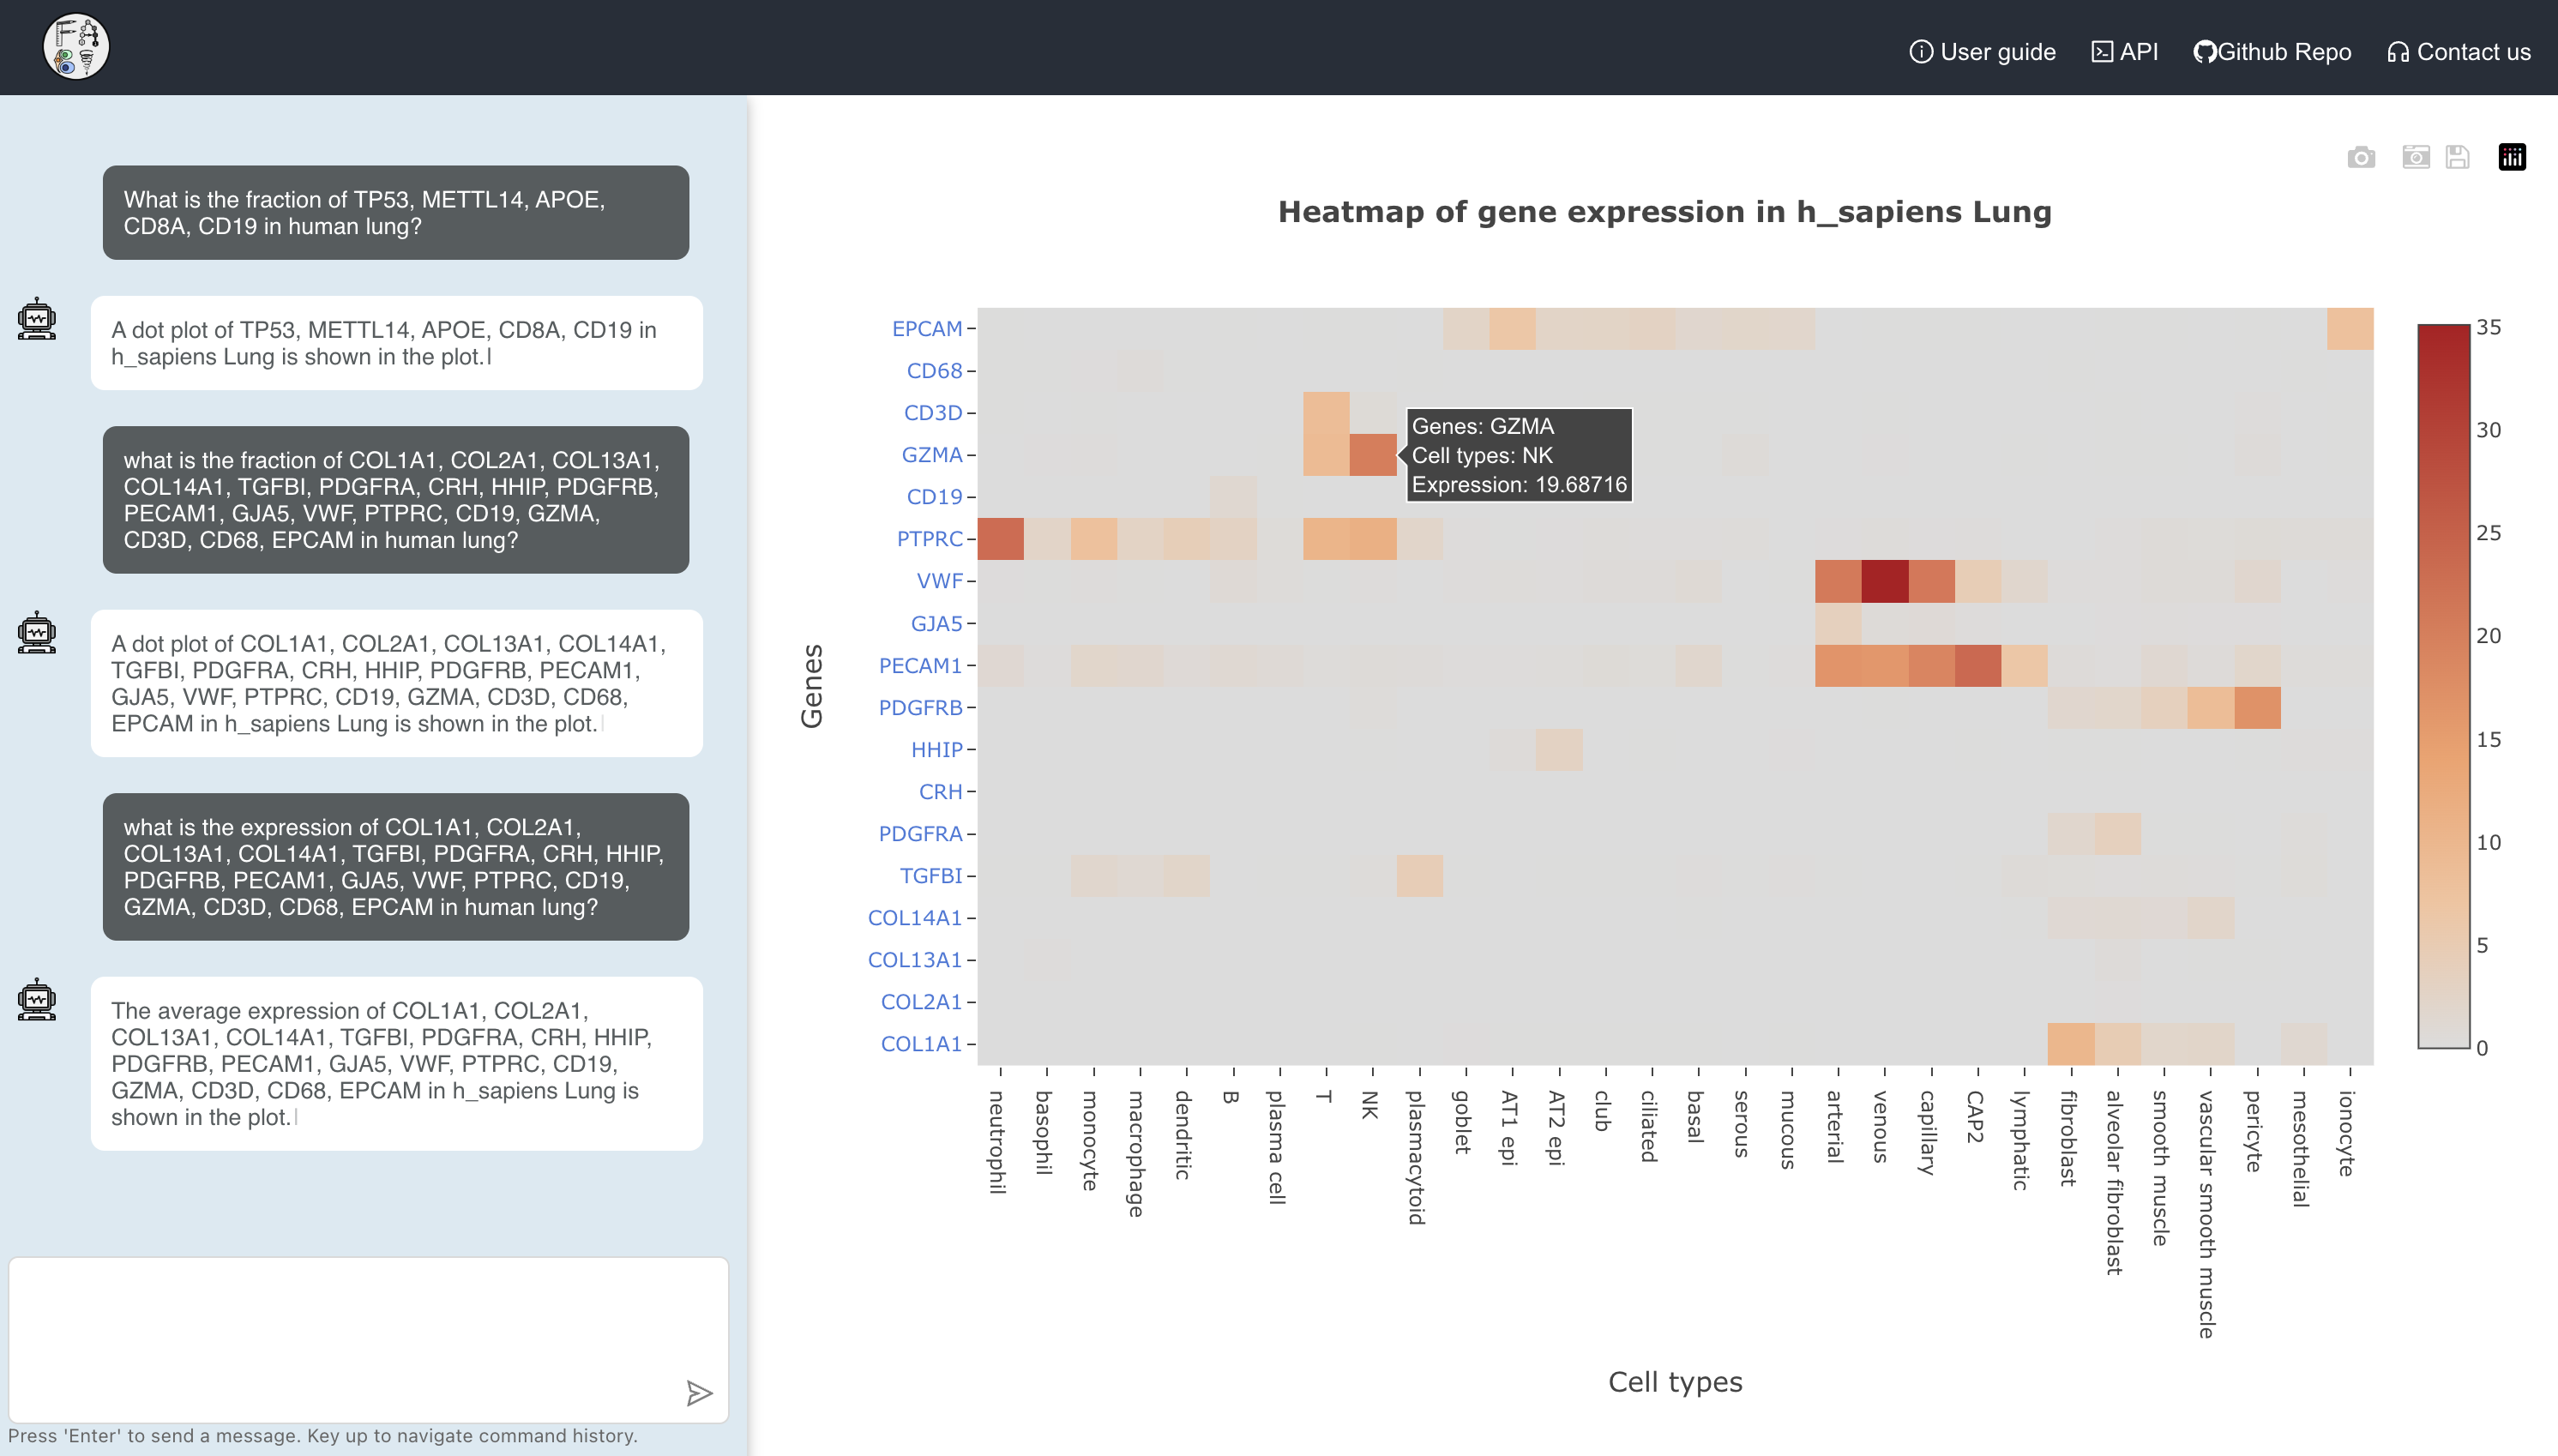 User guide
API
Github Repo
Contact us
What is the fraction of TP53, METTL14, APOE,
CD8A, CD19 in human lung?
A dot plot of TP53, METTL14, APOE, CD8A, CD19 in
h_sapiens Lung is shown in the plot.
what is the fraction of COL1A1, COL2A1, COL13A1,
COL14A1, TGFBI, PDGFRA, CRH, HHIP, PDGFRB,
PECAM1, GJA5, VWF, PTPRC, CD19, GZMA,
CD3D, CD68, EPCAM in human lung?
A dot plot of COL1A1, COL2A1, COL13A1, COL14A1,
TGFBI, PDGFRA, CRH, HHIP, PDGFRB, PECAM1,
GJA5, VWF, PTPRC, CD19, GZMA, CD3D, CD68,
EPCAM in h_sapiens Lung is shown in the plot.
what is the expression of COL1A1, COL2A1,
COL13A1, COL14A1, TGFBI, PDGFRA, CRH, HHIP,
PDGFRB, PECAM1, GJA5, VWF, PTPRC, CD19,
GZMA, CD3D, CD68, EPCAM in human lung?
The average expression of COL1A1, COL2A1,
COL13A1, COL14A1, TGFBI, PDGFRA, CRH, HHIP,
PDGFRB, PECAM1, GJA5, VWF, PTPRC, CD19,
GZMA, CD3D, CD68, EPCAM in h_sapiens Lung is
shown in the plot.
Press 'Enter' to send a message. Key up to navigate command history.
Heatmap of gene expression in h_sapiens Lung
Genes
EPCAM
CD68
CD3D
GZMA
CD19
PTPRC
VWF
GJA5
PECAM1
PDGFRB
HHIP
CRH
PDGFRA
TGFBI
COL14A1
COL13A1
COL2A1
COL1A1
Genes: GZMA
Cell types: NK
Expression: 19.68716
neutrophil
basophil
monocyte
macrophage
dendritic
B
plasma cell
T
NK
plasmacytoid
goblet
AT1 epi
AT2 epi
club
ciliated
basal
serous
mucous
arterial
venous
capillary
CAP2
lymphatic
fibroblast
alveolar fibroblast
smooth muscle
vascular smooth muscle
pericyte
mesothelial
ionocyte
Cell types
35
30
25
20
15
10
5
0